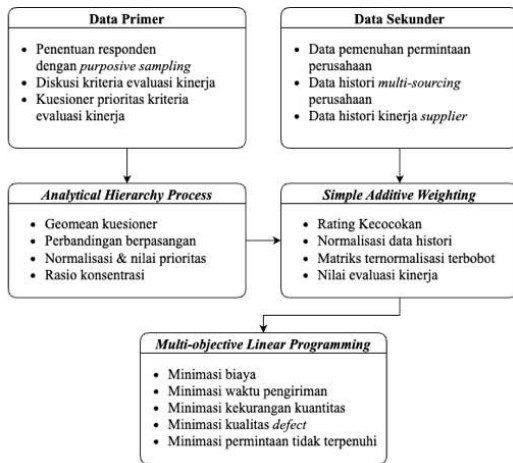 Data Primer
• Penentuan responden
dengan purposive sampling
• Diskusi kriteria evaluasi kinerja
• Kuesioner prioritas kriteria
evaluasi kinerja
Data Sekunder
• Data pemenuhan permintaan
perusahaan
• Data histori multi-sourcing
perusahaan
• Data histori kinerja supplier
Analytical Hierarchy Process
• Geomean kuesioner
• Perbandingan berpasangan
• Normalisasi & nilai prioritas
• Rasio konsentrasi
Simple Additive Weighting
• Rating Kecocokan
• Normalisasi data histori
• Matriks ternormalisasi terbobot
• Nilai evaluasi kinerja
Multi-objective Linear Programming
• Minimasi biaya
• Minimasi waktu pengiriman
• Minimasi kekurangan kuantitas
• Minimasi kualitas defect
• Minimasi permintaan tidak terpenuhi